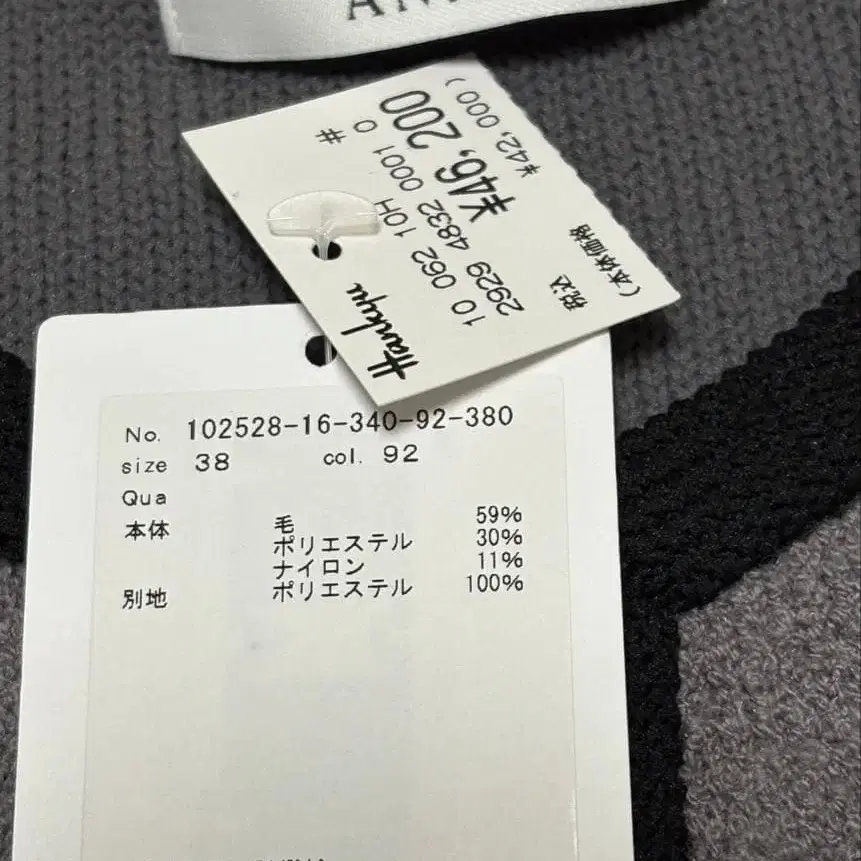 Hankyu
10 062 10H
2929 4832 0001 0
#
税込
¥46,200
(本体価格
¥42,000)
No. 102528-16-340-92-380
size 38 col. 92
Qua
本体 毛 59%
ポリエステル 30%
ナイロン 11%
別地 ポリエステル 100%